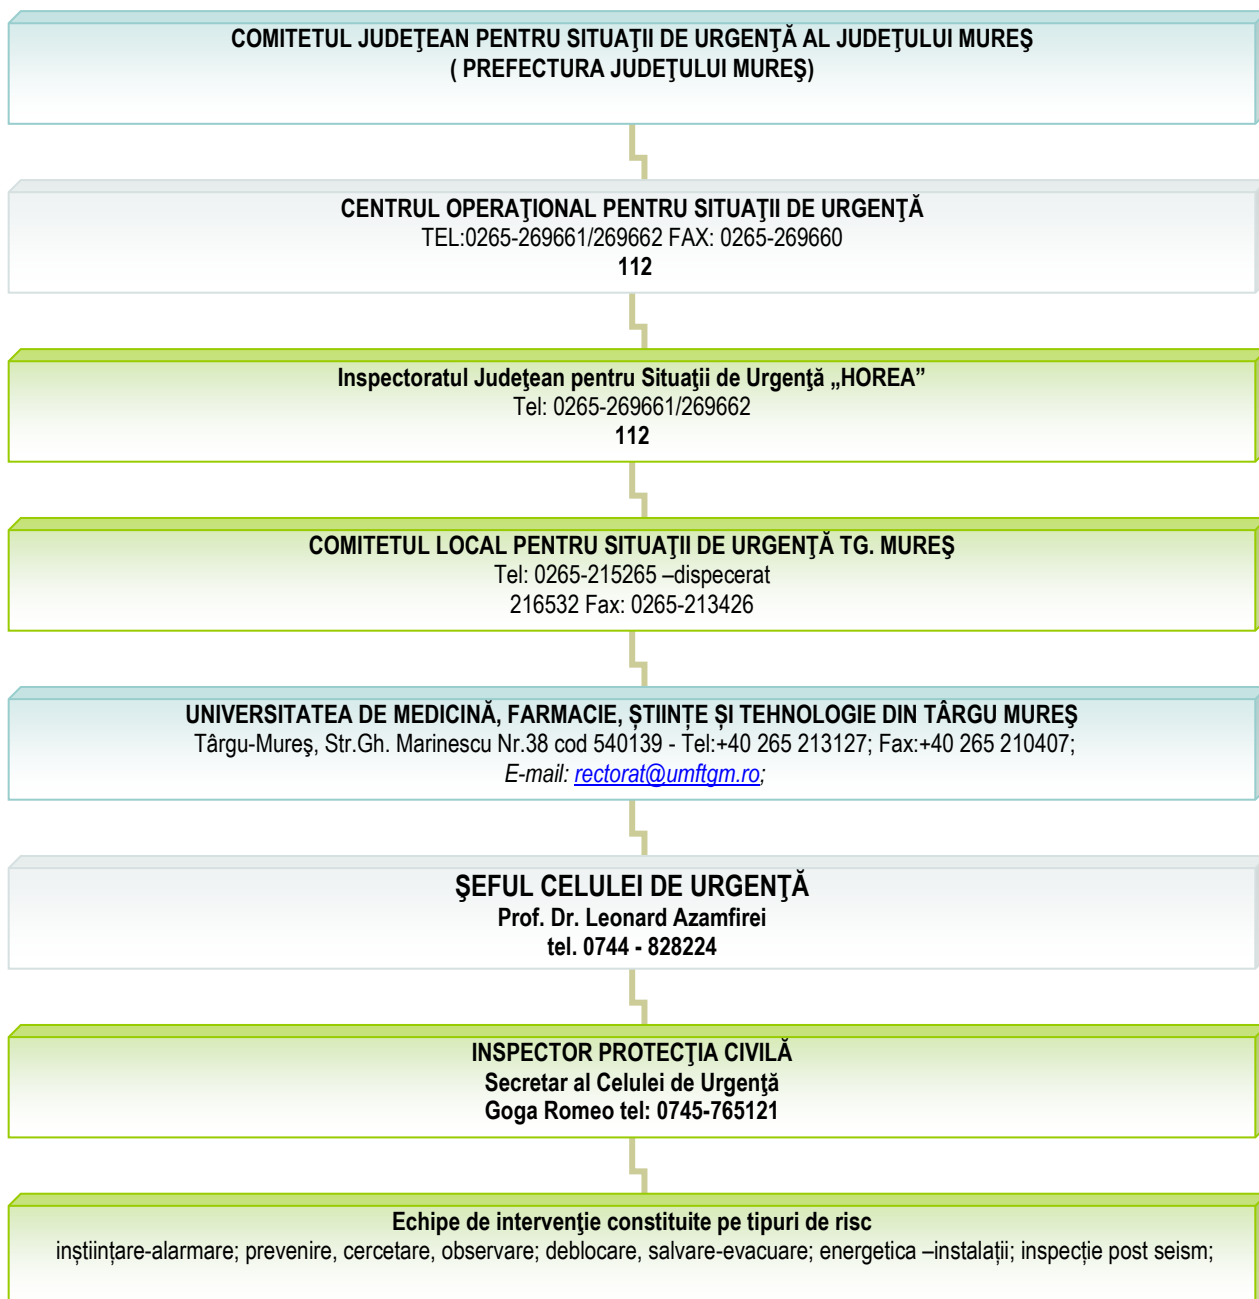 COMITETUL JUDEŢEAN PENTRU SITUAŢII DE URGENŢĂ AL JUDEŢULUI MUREŞ
( PREFECTURA JUDEŢULUI MUREŞ)
CENTRUL OPERAŢIONAL PENTRU SITUAŢII DE URGENŢĂ
TEL:0265-269661/269662 FAX: 0265-269660
112
Inspectoratul Judeţean pentru Situaţii de Urgenţă „HOREA”
Tel: 0265-269661/269662
112
COMITETUL LOCAL PENTRU SITUAŢII DE URGENŢĂ TG. MUREŞ
Tel: 0265-215265 –dispecerat
216532 Fax: 0265-213426
UNIVERSITATEA DE MEDICINĂ, FARMACIE, ȘTIINȚE ȘI TEHNOLOGIE DIN TÂRGU MUREŞ
Târgu-Mureş, Str.Gh. Marinescu Nr.38 cod 540139 - Tel:+40 265 213127; Fax:+40 265 210407;
E-mail: rectorat@umftgm.ro;
ŞEFUL CELULEI DE URGENŢĂ
Prof. Dr. Leonard Azamfirei
tel. 0744 - 828224
INSPECTOR PROTECŢIA CIVILĂ
Secretar al Celulei de Urgenţă
Goga Romeo tel: 0745-765121
Echipe de intervenţie constituite pe tipuri de risc
inștiințare-alarmare; prevenire, cercetare, observare; deblocare, salvare-evacuare; energetica –instalații; inspecție post seism;